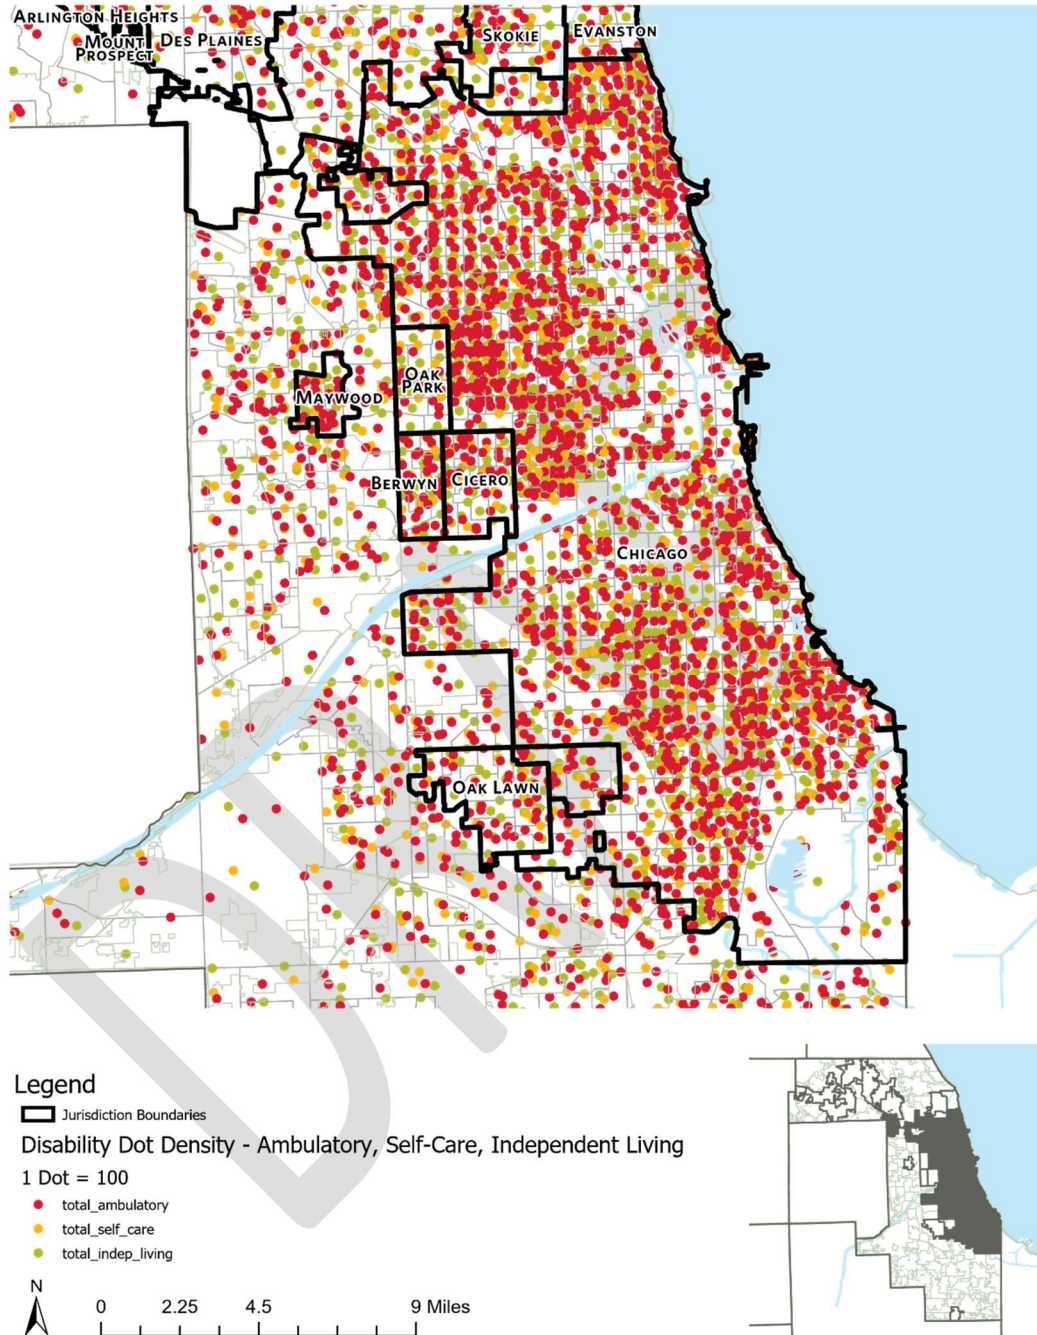 ARLINGTON HEIGHTS
MOUNT
PROSPECT
DES PLAINES
SKOKIE
EVANSTON
OAK
PARK
MAYWOOD
BERWYN
CICERO
CHICAGO
OAK LAWN
Legend
Jurisdiction Boundaries
Disability Dot Density - Ambulatory, Self-Care, Independent Living
1 Dot = 100
total_ambulatory
total_self_care
total_indep_living
N
0 2.25 4.5 9 Miles